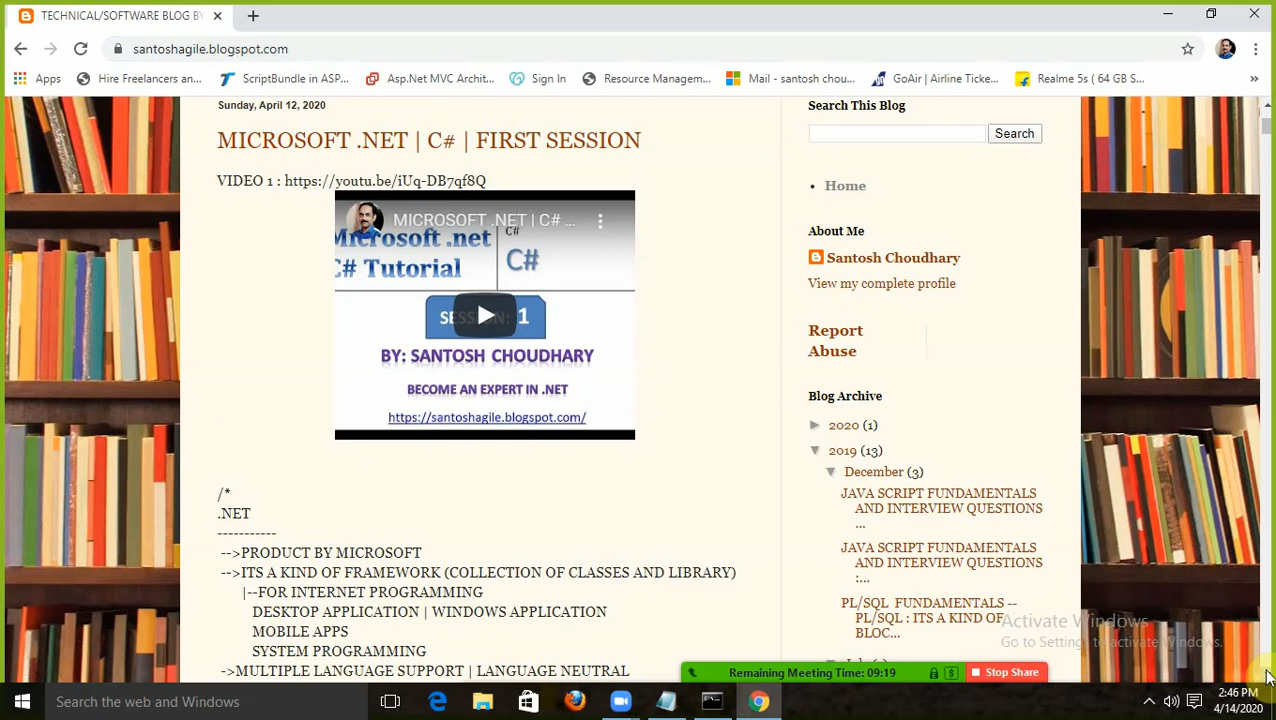 TECHNICAL/SOFTWARE BLOG BY
santoshagile.blogspot.com
Apps
Hire Freelancers an...
ScriptBundle in ASP...
Asp.Net MVC Archit...
Sign In
Resource Managem...
Mail - santosh chou...
GoAir | Airline Ticke...
Realme 5s ( 64 GB S...
Sunday, April 12, 2020
MICROSOFT .NET | C# | FIRST SESSION
VIDEO 1 : https://youtu.be/iUq-DB7qf8Q
MICROSOFT .NET | C# ...
C#
Microsoft .net
C# Tutorial
C#
SESSION: 1
BY: SANTOSH CHOUDHARY
BECOME AN EXPERT IN .NET
https://santoshagile.blogspot.com/
/*
.NET
-----------
-->PRODUCT BY MICROSOFT
-->ITS A KIND OF FRAMEWORK (COLLECTION OF CLASSES AND LIBRARY)
|--FOR INTERNET PROGRAMMING
DESKTOP APPLICATION | WINDOWS APPLICATION
MOBILE APPS
SYSTEM PROGRAMMING
->MULTIPLE LANGUAGE SUPPORT | LANGUAGE NEUTRAL
Search This Blog
Search
Home
About Me
Santosh Choudhary
View my complete profile
Report
Abuse
Blog Archive
► 2020 (1)
▼ 2019 (13)
▼ December (3)
JAVA SCRIPT FUNDAMENTALS
AND INTERVIEW QUESTIONS
...
JAVA SCRIPT FUNDAMENTALS
AND INTERVIEW QUESTIONS
:...
PL/SQL FUNDAMENTALS --
PL/SQL : ITS A KIND OF
BLOC...
Activate Windows
Go to Settings to activate Windows.
Remaining Meeting Time: 09:19
Stop Share
Search the web and Windows
2:46 PM
4/14/2020